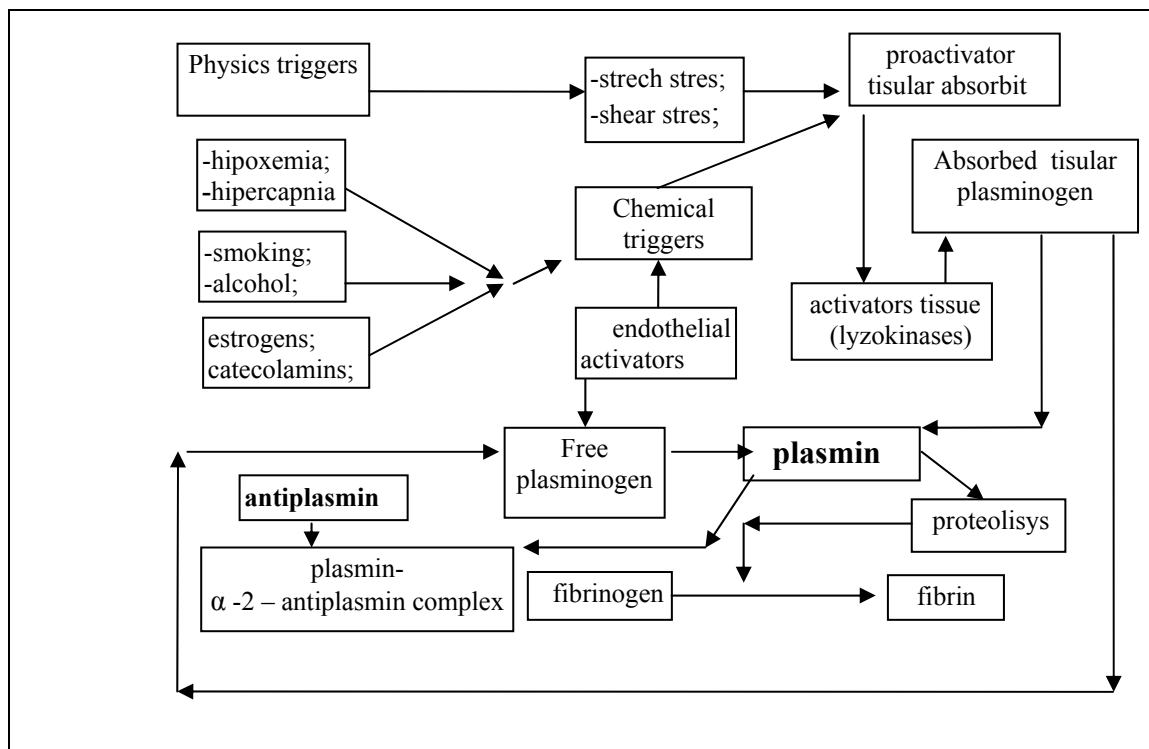 Physics triggers
-strech stres;
-shear stres;
proactivator
tisular absorbit
-hipoxemia;
-hipercapnia
Absorbed tisular
plasminogen
Chemical
triggers
-smoking;
-alcohol;
activators tissue
(lyzokinases)
estrogens;
catecolamins;
endothelial
activators
Free
plasminogen
plasmin
antiplasmin
proteolisys
plasmin-
α -2 – antiplasmin complex
fibrinogen
fibrin